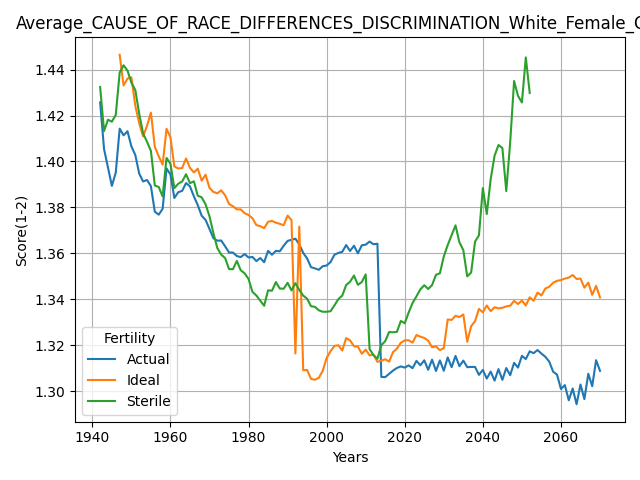 Average_CAUSE_OF_RACE_DIFFERENCES_DISCRIMINATION_White_Female_
Score(1-2)
1.44
1.42
1.40
1.38
1.36
1.34
1.32
1.30
Fertility
Actual
Ideal
Sterile
1940 1960 1980 2000 2020 2040 2060
Years